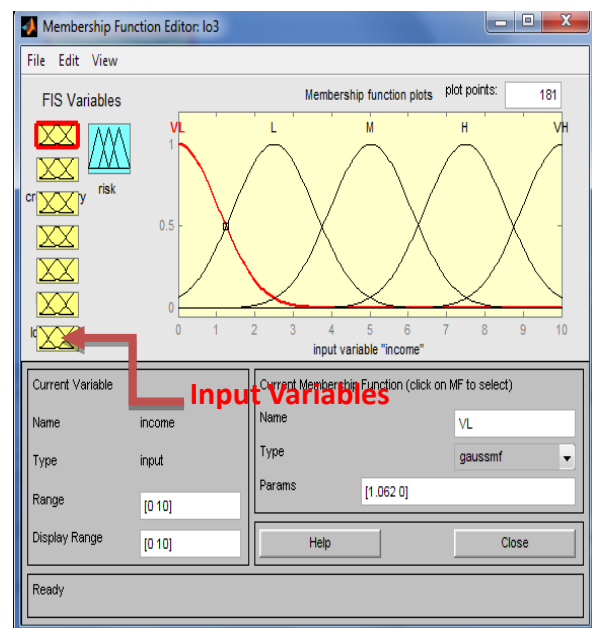 Membership Function Editor: lo3
File Edit View
FIS Variables
Membership function plots plot points: 181
risk
VL L M H VH
1
0.5
0
0 1 2 3 4 5 6 7 8 9 10
input variable "income"
Input Variables
Current Variable
Name income
Type input
Range [0 10]
Display Range [0 10]
Current Membership Function (click on MF to select)
Name VL
Type gaussmf
Params [1.062 0]
Help Close
Ready